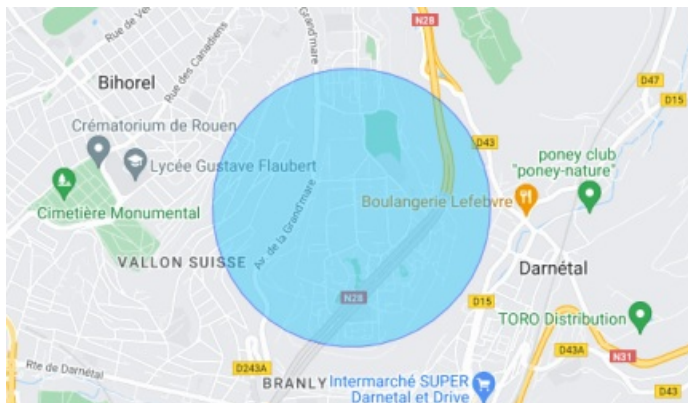 N28
Rue des Canadiens
Grand'mare
D47
Bihorel
D15
Crématorium de Rouen
D43
poney club
"poney-nature"
Lycée Gustave Flaubert
Boulangerie Lefebvre
Cimetière Monumental
Av. de la Grand'mare
VALLON SUISSE
Darnétal
N28
D15
TORO Distribution
Rte de Darnétal
D243A
D43A
N31
BRANLY
Intermarché SUPER
Darnetal et Drive
D43